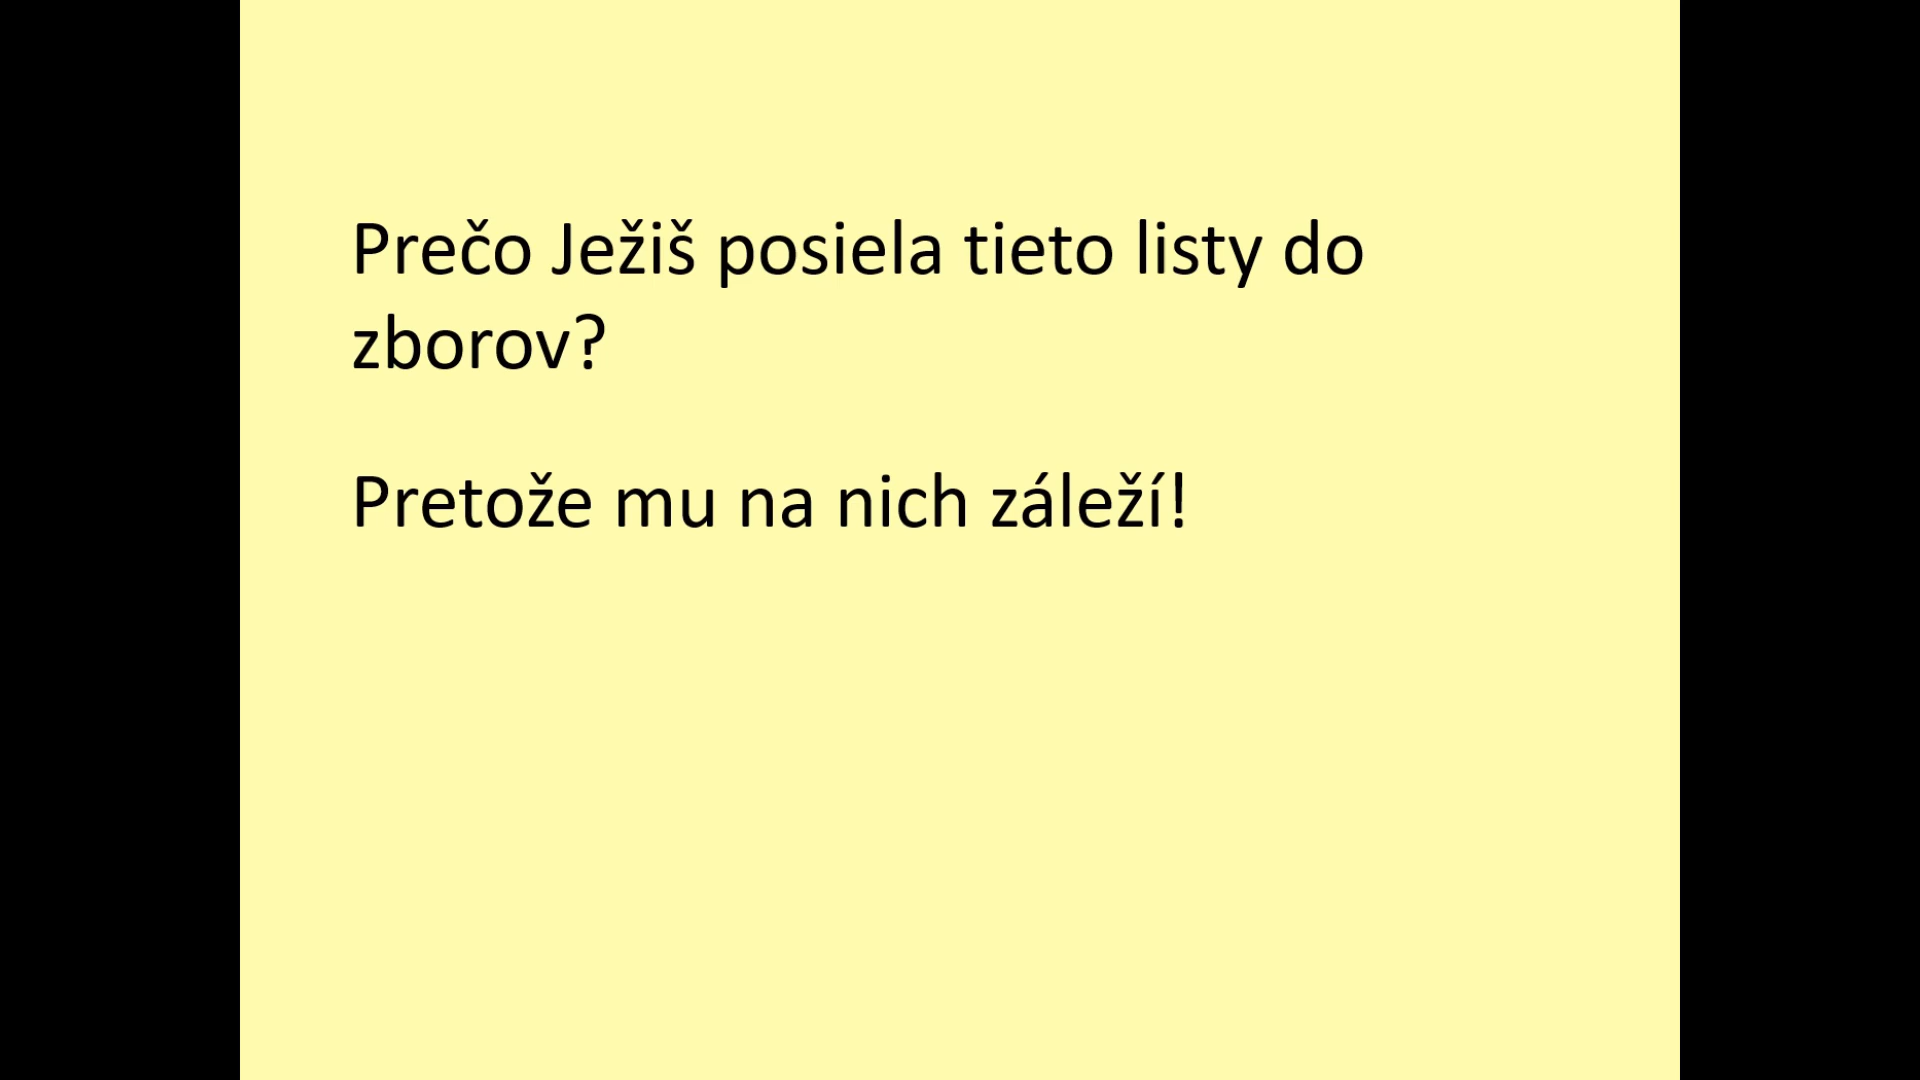 Prečo Ježiš posiela tieto listy do
zborov?
Pretože mu na nich záleží!